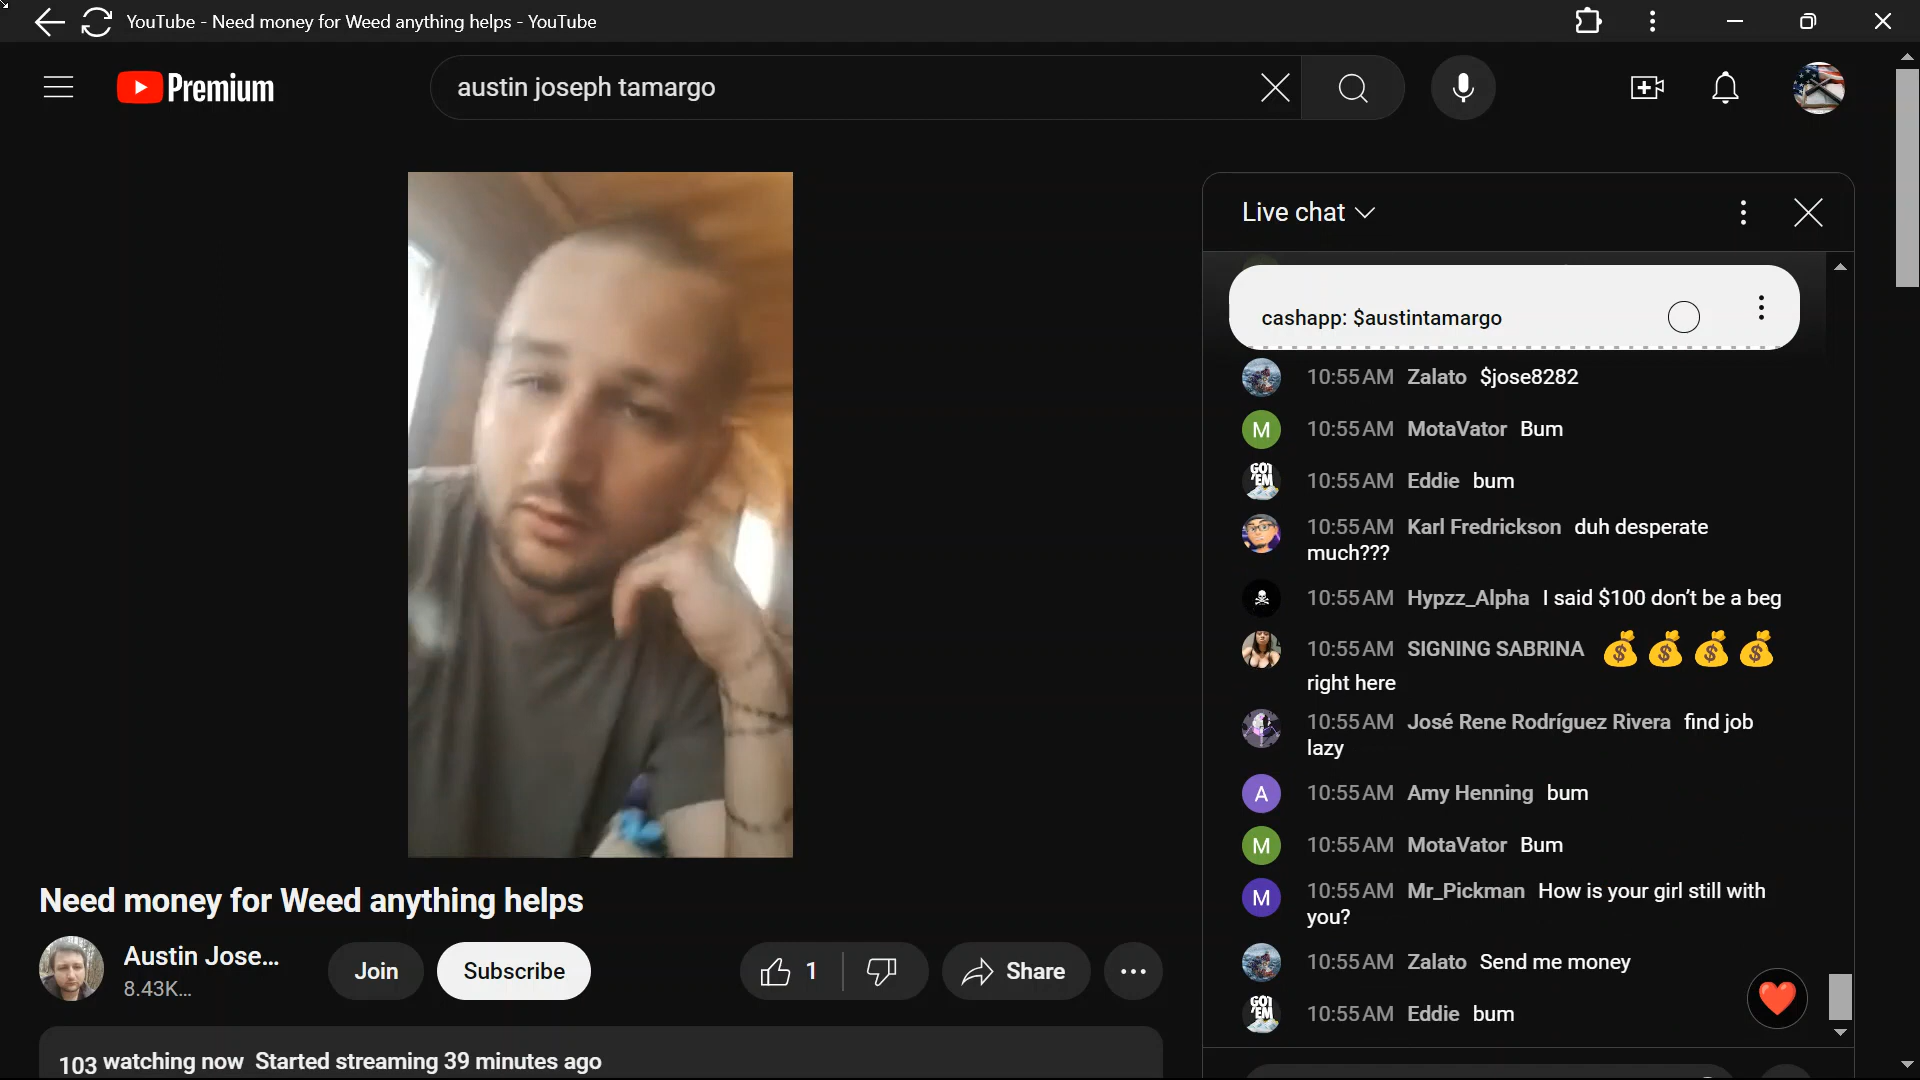 YouTube - Need money for Weed anything helps - YouTube
Premium
austin joseph tamargo
Need money for Weed anything helps
Austin Jose...
8.43K...
Join
Subscribe
1
Share
103 watching now Started streaming 39 minutes ago
Live chat
cashapp: $austintamargo
10:55 AM Zalato $jose8282
M
10:55 AM MotaVator Bum
GOT 'EM
10:55 AM Eddie bum
10:55 AM Karl Fredrickson duh desperate
much???
10:55 AM Hypzz_Alpha I said $100 don't be a beg
10:55 AM SIGNING SABRINA 💰 💰 💰 💰
right here
10:55 AM José Rene Rodríguez Rivera find job
lazy
A
10:55 AM Amy Henning bum
M
10:55 AM MotaVator Bum
M
10:55 AM Mr_Pickman How is your girl still with
you?
10:55 AM Zalato Send me money
GOT 'EM
10:55 AM Eddie bum